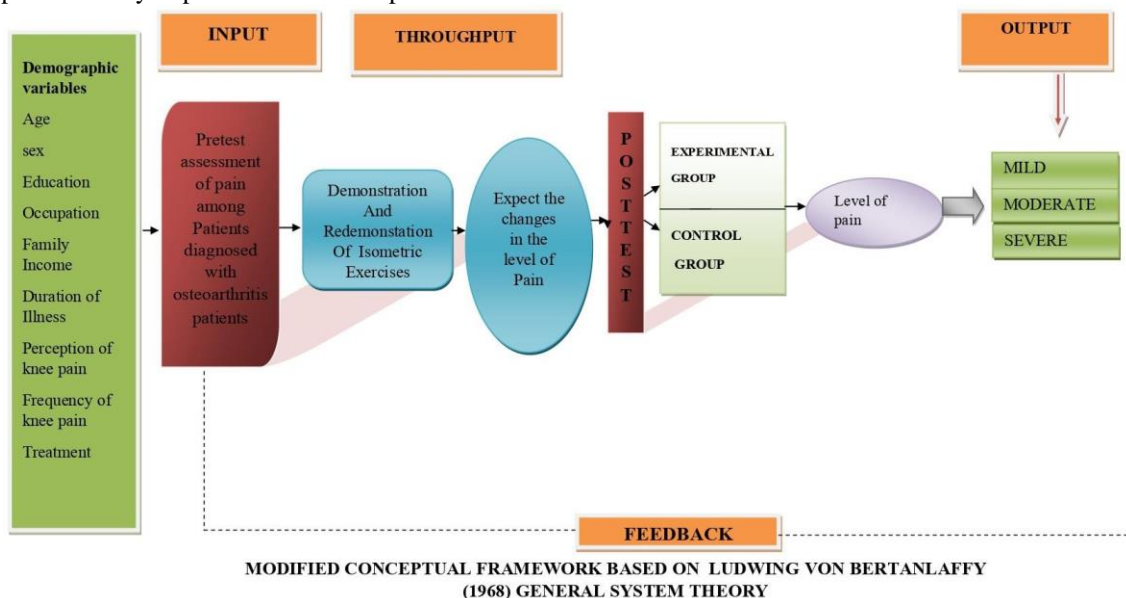 INPUT
THROUGHPUT
OUTPUT
Demographic
variables
Age
sex
Education
Occupation
Family
Income
Duration of
Illness
Perception of
knee pain
Frequency of
knee pain
Treatment
Pretest
assessment
of pain
among
Patients
diagnosed
with
osteoarthritis
patients
Demonstration
And
Redemonstation
Of Isometric
Exercises
Expect the
changes
in the
level of
Pain
P
O
S
T
T
E
S
T
EXPERIMENTAL
GROUP
CONTROL
GROUP
Level of
pain
MILD
MODERATE
SEVERE
FEEDBACK
MODIFIED CONCEPTUAL FRAMEWORK BASED ON LUDWING VON BERTANLAFFY
(1968) GENERAL SYSTEM THEORY